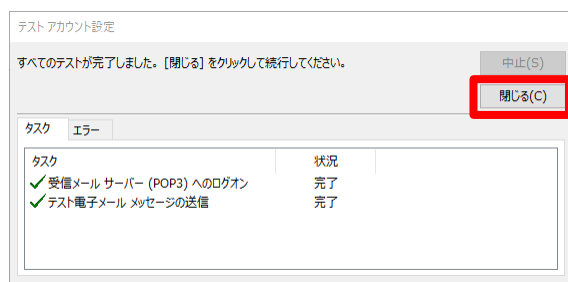 テスト アカウント設定
すべてのテストが完了しました。[閉じる] をクリックして続行してください。
中止(S)
閉じる(C)
タスク エラー
タスク 状況
受信メール サーバー (POP3) へのログオン 完了
テスト電子メール メッセージの送信 完了